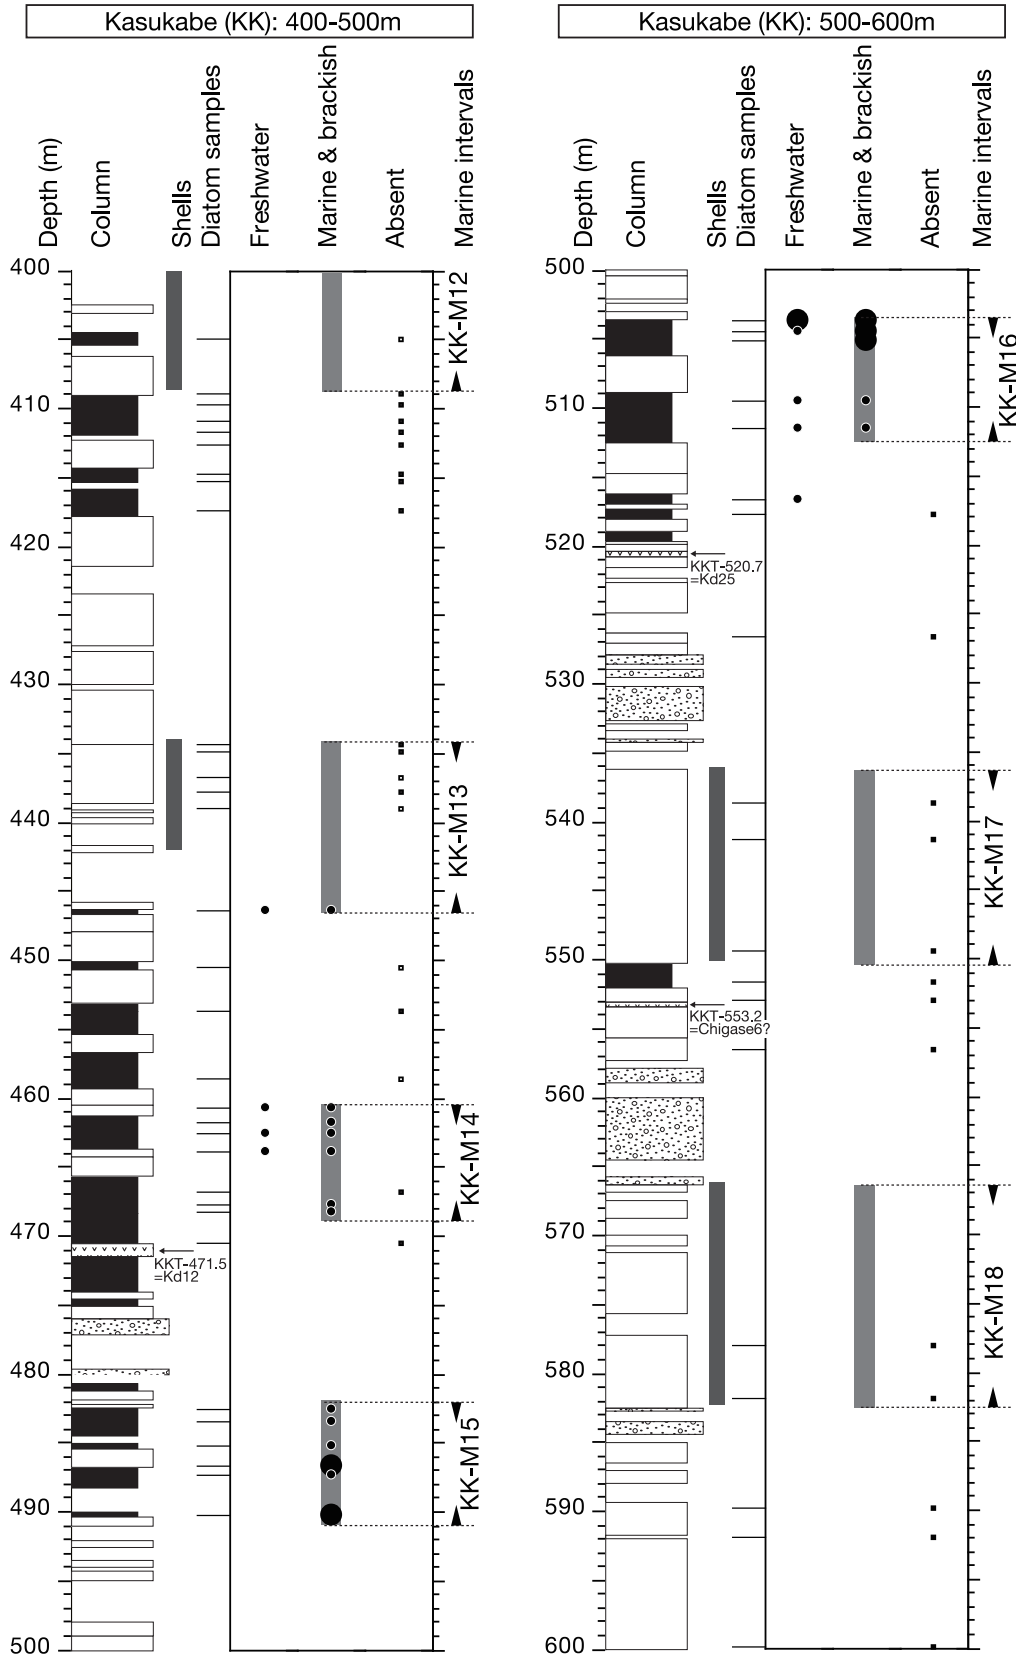 Kasukabe (KK): 400-500m
Depth (m)
Column
Shells
Diatom samples
Freshwater
Marine & brackish
Absent
Marine intervals
400
410
420
430
440
450
460
470
480
490
500
KKT-471.5
=Kd12
KK-M12
KK-M13
KK-M14
KK-M15
Kasukabe (KK): 500-600m
Depth (m)
Column
Shells
Diatom samples
Freshwater
Marine & brackish
Absent
Marine intervals
500
510
520
530
540
550
560
570
580
590
600
KKT-520.7
=Kd25
KKT-553.2
=Chigase6?
KK-M16
KK-M17
KK-M18